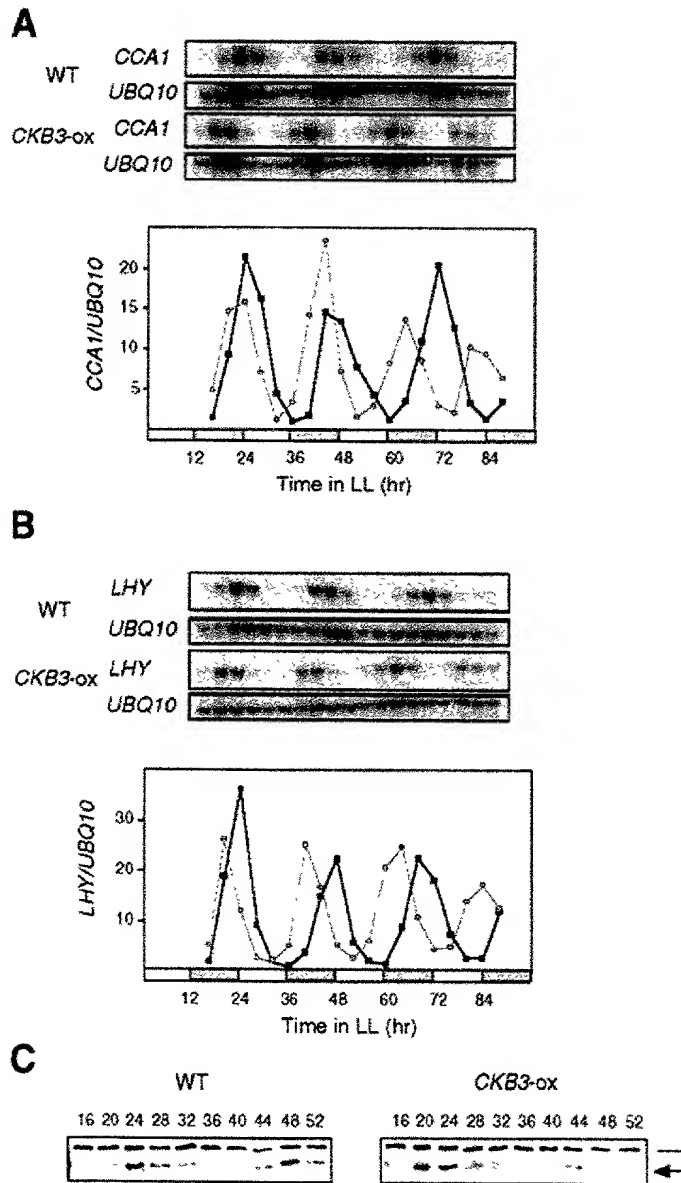 A
WT
CCA1
UBQ10
CKB3-ox
CCA1
UBQ10
CCA1/UBQ10
20
15
10
5
12 24 36 48 60 72 84
Time in LL (hr)
B
WT
LHY
UBQ10
CKB3-ox
LHY
UBQ10
LHY/UBQ10
30
20
10
12 24 36 48 60 72 84
Time in LL (hr)
C
WT
CKB3-ox
16 20 24 28 32 36 40 44 48 52
16 20 24 28 32 36 40 44 48 52